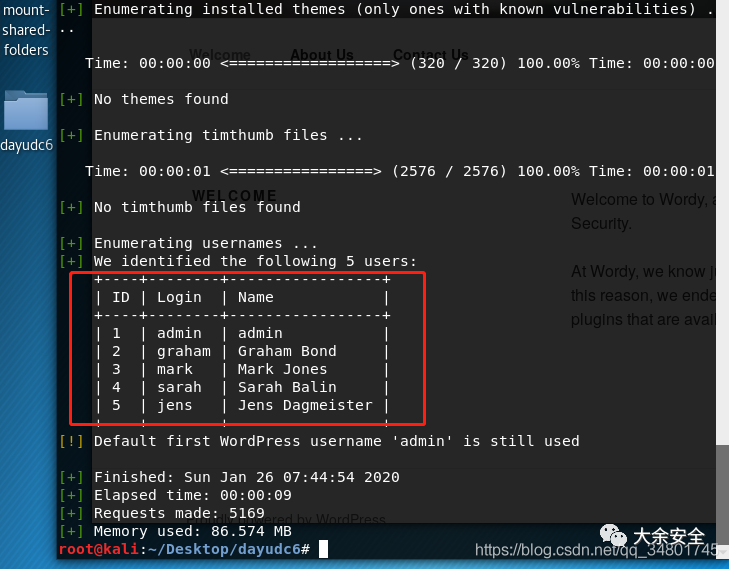 mount-
shared-
folders
dayudc6
[+] Enumerating installed themes (only ones with known vulnerabilities) .
..
Welcome About Us Contact Us
Time: 00:00:00 <==================> (320 / 320) 100.00% Time: 00:00:00
[+] No themes found
[+] Enumerating timthumb files ...
Time: 00:00:01 <================> (2576 / 2576) 100.00% Time: 00:00:01
WELCOME
Welcome to Wordy, a
[+] No timthumb files found
Security.
[+] Enumerating usernames ...
[+] We identified the following 5 users:
At Wordy, we know ju
this reason, we ende
plugins that are avail
+----+--------+-----------------+
| ID | Login  | Name            |
+----+--------+-----------------+
| 1  | admin  | admin           |
| 2  | graham | Graham Bond     |
| 3  | mark   | Mark Jones      |
| 4  | sarah  | Sarah Balin     |
| 5  | jens   | Jens Dagmeister |
+----+--------+-----------------+
[!] Default first WordPress username 'admin' is still used
[+] Finished: Sun Jan 26 07:44:54 2020
[+] Elapsed time: 00:00:09
[+] Requests made: 5169
Proudly powered by WordPress
[+] Memory used: 86.574 MB
root@kali:~/Desktop/dayudc6#
大余安全
https://blog.csdn.net/qq_34801745